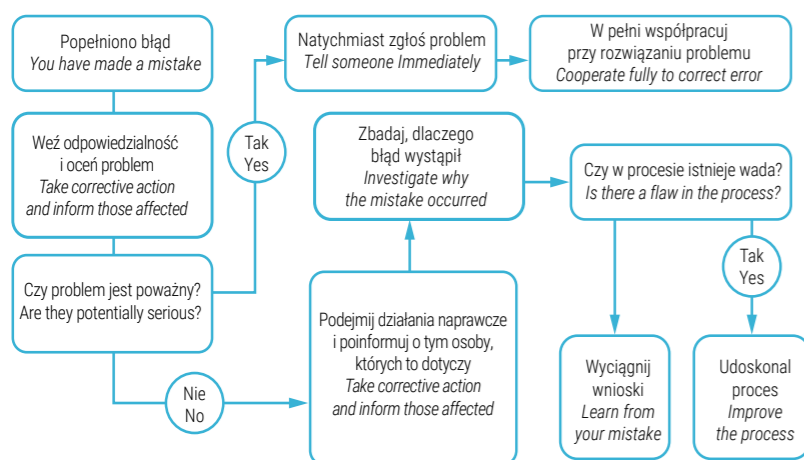 Popełniono błąd
You have made a mistake
Weź odpowiedzialność
i oceń problem
Take corrective action
and inform those affected
Czy problem jest poważny?
Are they potentially serious?
Tak
Yes
Natychmiast zgłoś problem
Tell someone Immediately
W pełni współpracuj
przy rozwiązaniu problemu
Cooperate fully to correct error
Nie
No
Podejmij działania naprawcze
i poinformuj o tym osoby,
których to dotyczy
Take corrective action
and inform those affected
Zbadaj, dlaczego
błąd wystąpił
Investigate why
the mistake occurred
Czy w procesie istnieje wada?
Is there a flaw in the process?
Wyciągnij
wnioski
Learn from
your mistake
Tak
Yes
Udoskonal
proces
Improve
the process